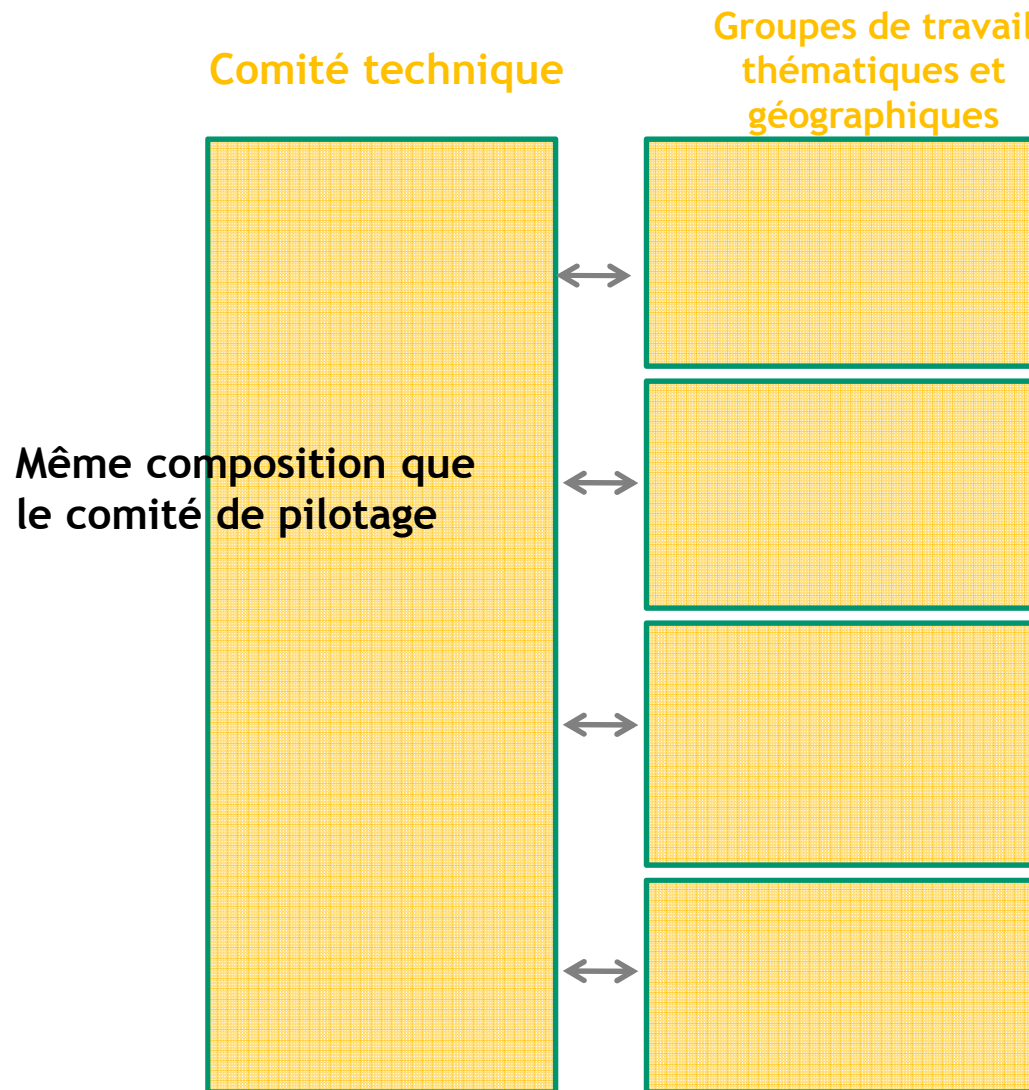 Comité technique
Groupes de travail
thématiques et
géographiques
Même composition que
le comité de pilotage